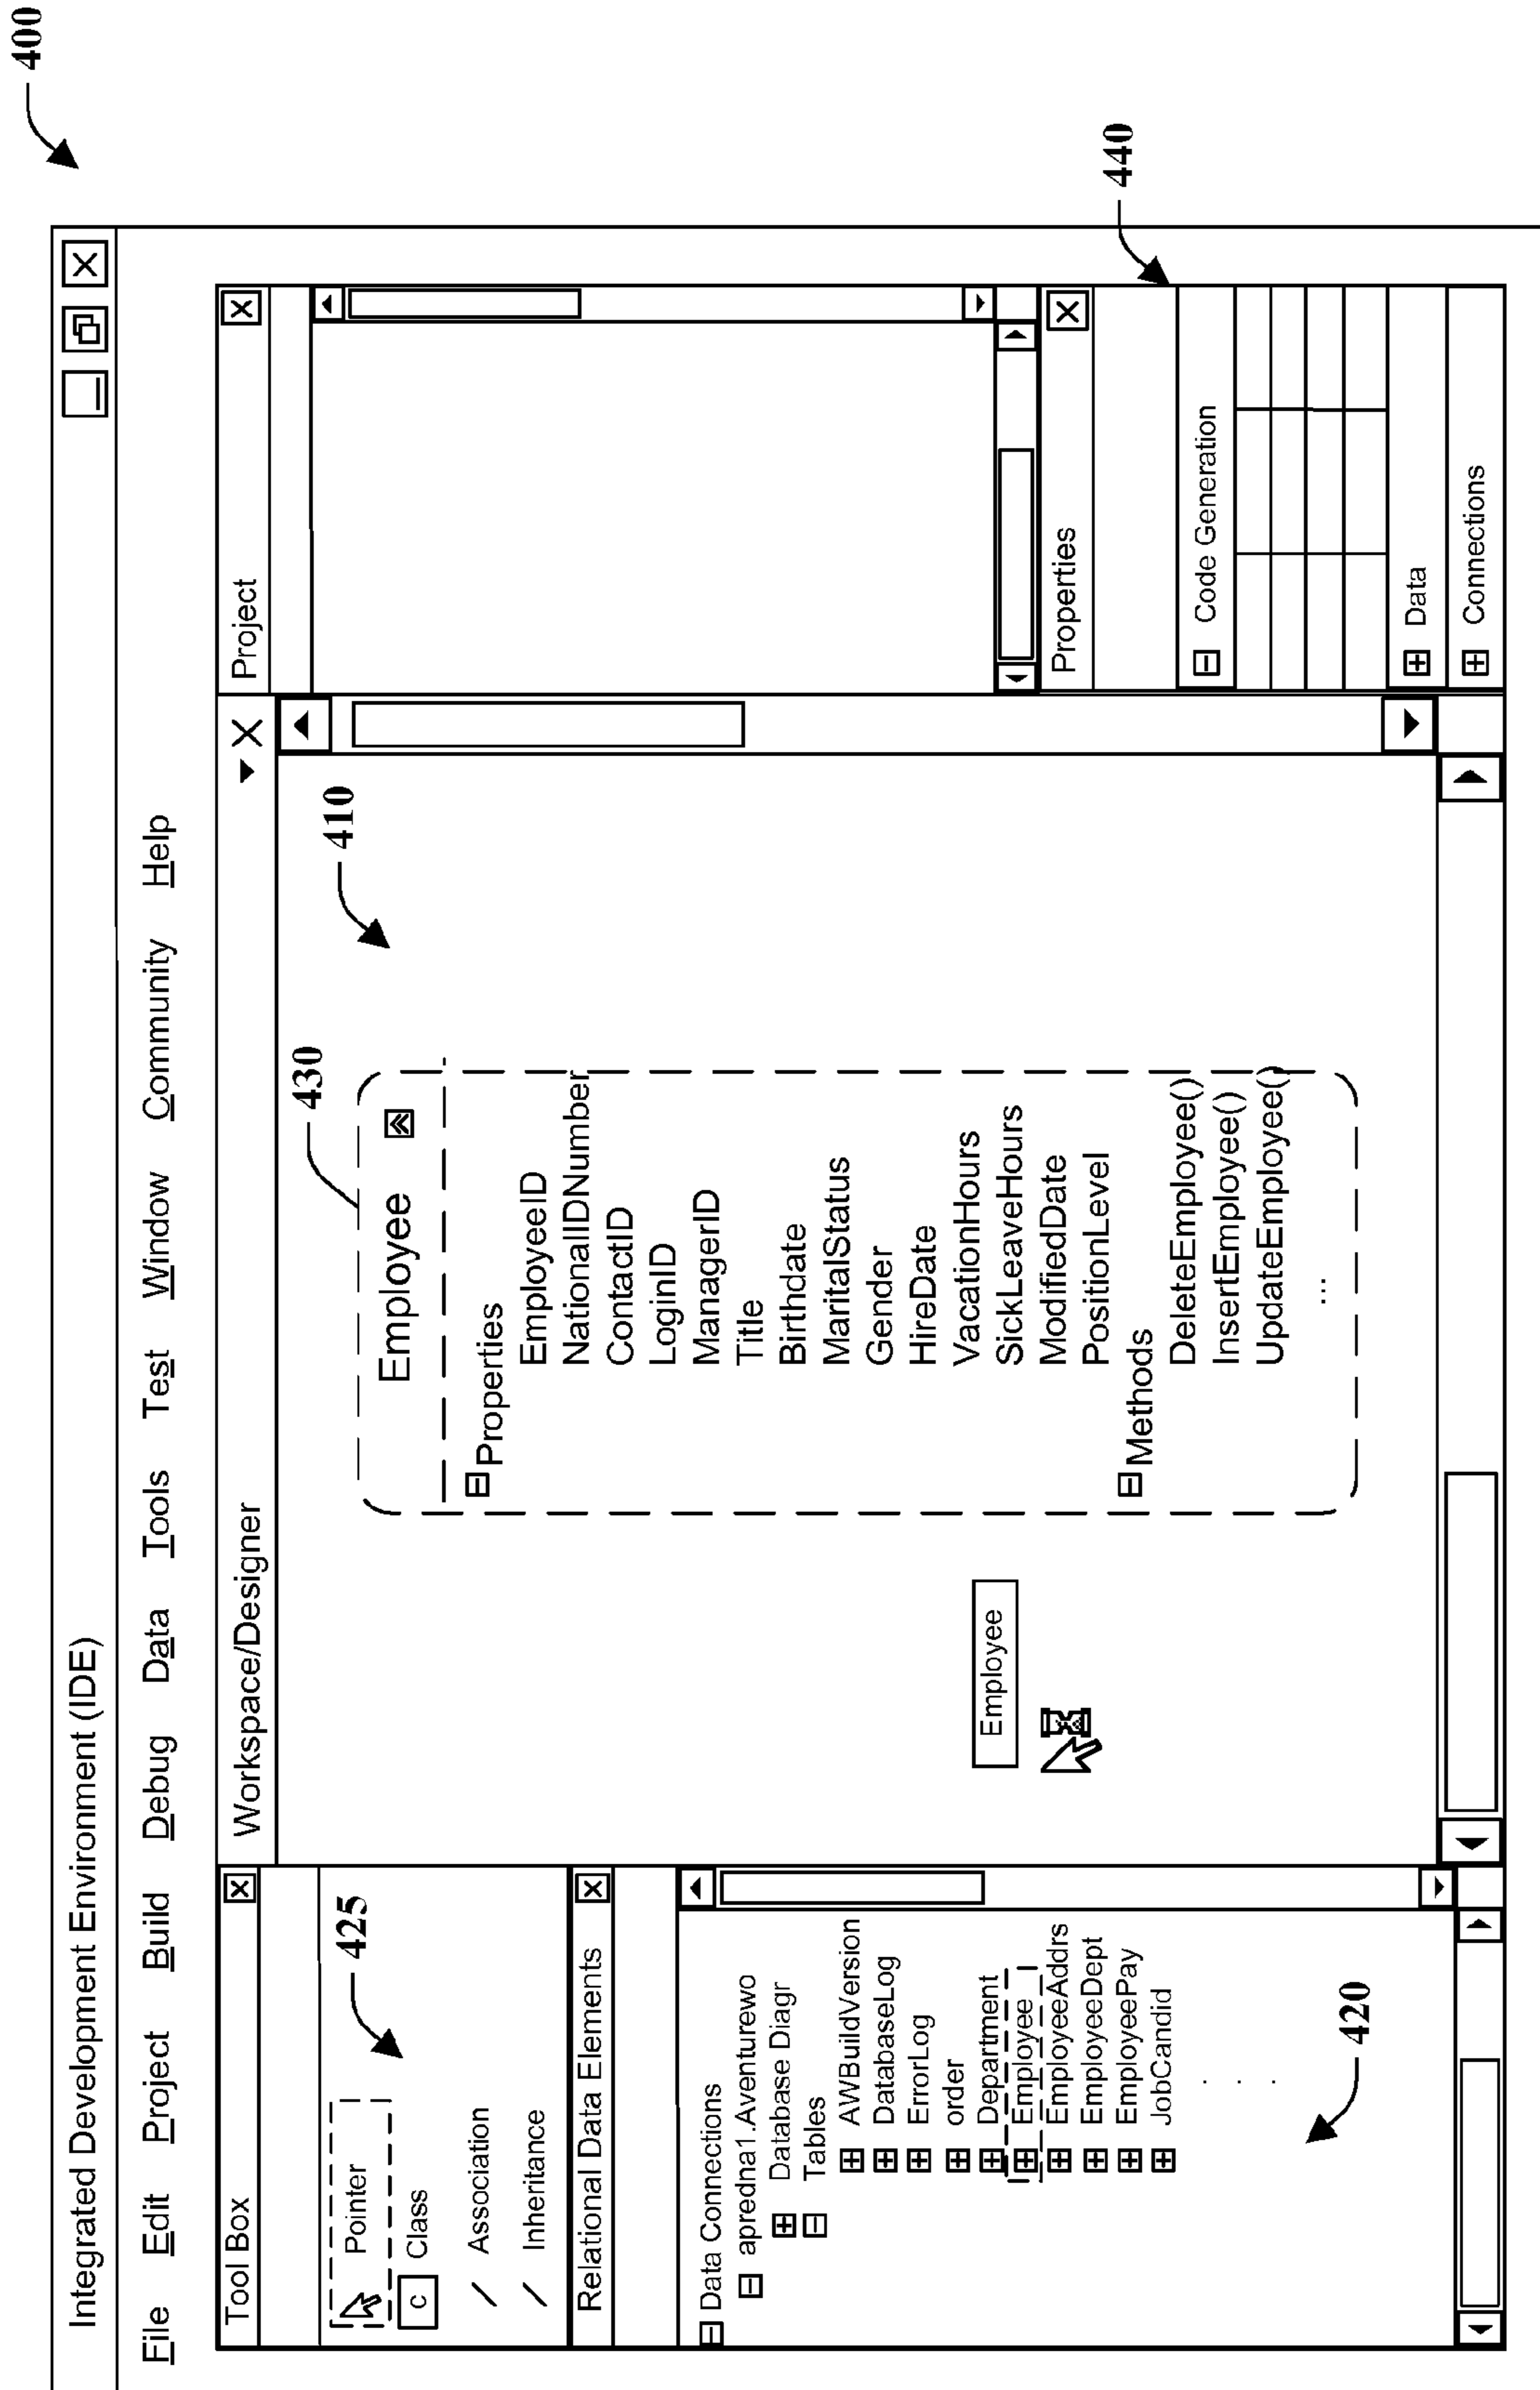 400
Integrated Development Environment (IDE)
File Edit Project Build Debug Data Tools Test Window Community Help
Tool Box
Pointer
425
C Class
Association
Inheritance
Relational Data Elements
Data Connections
apredna1.Aventurewo
Database Diagr
Tables
AWBuildVersion
DatabaseLog
ErrorLog
order
Department
Employee
EmployeeAddrs
EmployeeDept
EmployeePay
JobCandid
.
.
.
420
Workspace/Designer
410
430
Employee
Properties
EmployeeID
NationalIDNumber
ContactID
LoginID
ManagerID
Title
Birthdate
MaritalStatus
Gender
HireDate
VacationHours
SickLeaveHours
ModifiedDate
PositionLevel
Methods
DeleteEmployee()
InsertEmployee()
UpdateEmployee()
...
Employee
Project
Properties
440
Code Generation
Data
Connections